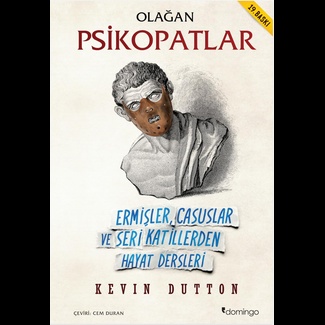 OLAĞAN
19. BASKI
PSİKOPATLAR
ERMİŞLER, CASUSLAR
VE SERİ KATİLLERDEN
HAYAT DERSLERİ
KEVIN DUTTON
ÇEVİRİ: CEM DURAN
domingo